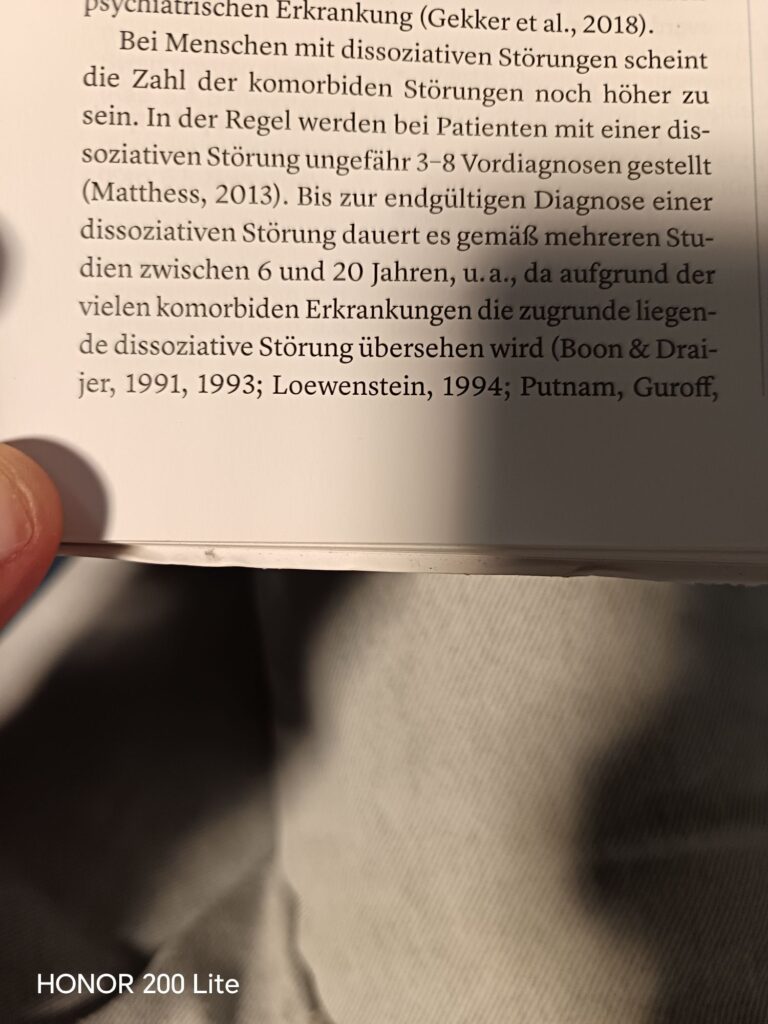 psychiatrischen Erkrankung (Gekker et al., 2018).
Bei Menschen mit dissoziativen Störungen scheint
die Zahl der komorbiden Störungen noch höher zu
sein. In der Regel werden bei Patienten mit einer dis-
soziativen Störung ungefähr 3–8 Vordiagnosen gestellt
(Matthess, 2013). Bis zur endgültigen Diagnose einer
dissoziativen Störung dauert es gemäß mehreren Stu-
dien zwischen 6 und 20 Jahren, u. a., da aufgrund der
vielen komorbiden Erkrankungen die zugrunde liegen-
de dissoziative Störung übersehen wird (Boon & Drai-
jer, 1991, 1993; Loewenstein, 1994; Putnam, Guroff,
HONOR 200 Lite